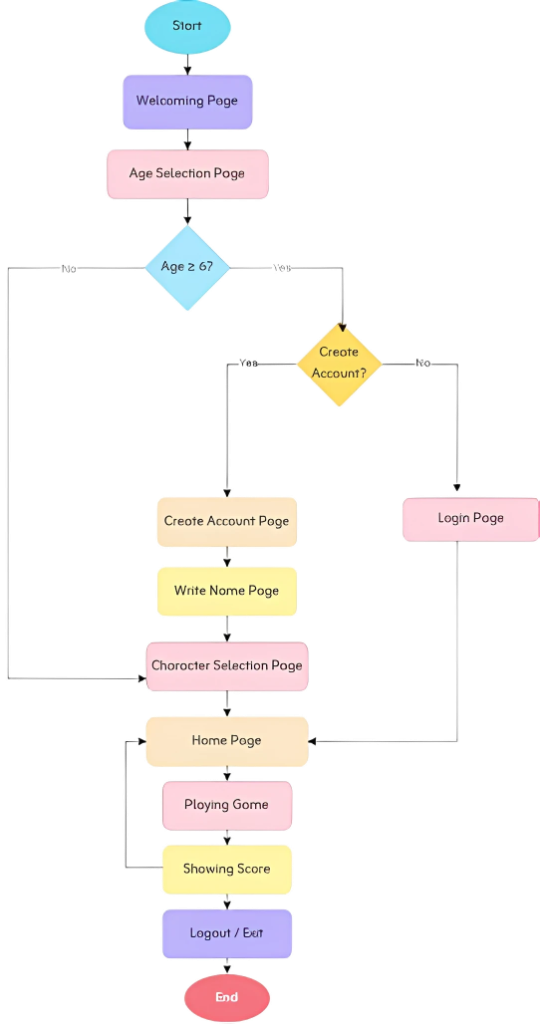 Start
Welcoming Page
Age Selection Page
Age ≥ 6?
No
Yes
Create
Account?
Yes
No
Create Account Page
Login Page
Write Name Page
Character Selection Page
Home Page
Playing Game
Showing Score
Logout / Exit
End